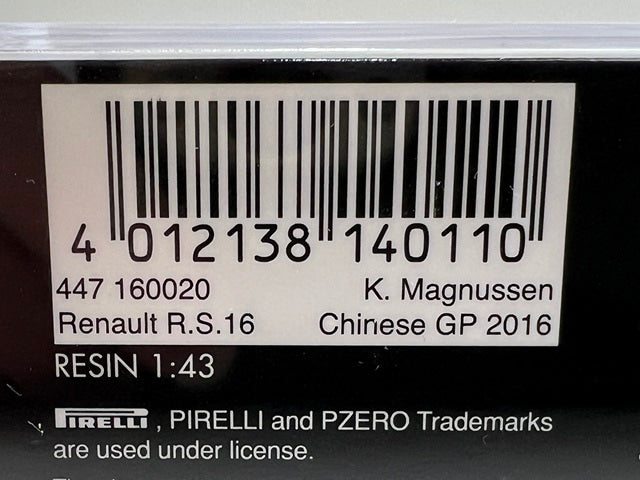 4 012138 140110
447 160020 K. Magnussen
Renault R.S.16 Chinese GP 2016
RESIN 1:43
, PIRELLI , PIRELLI and PZERO Trademarks
are used under license.